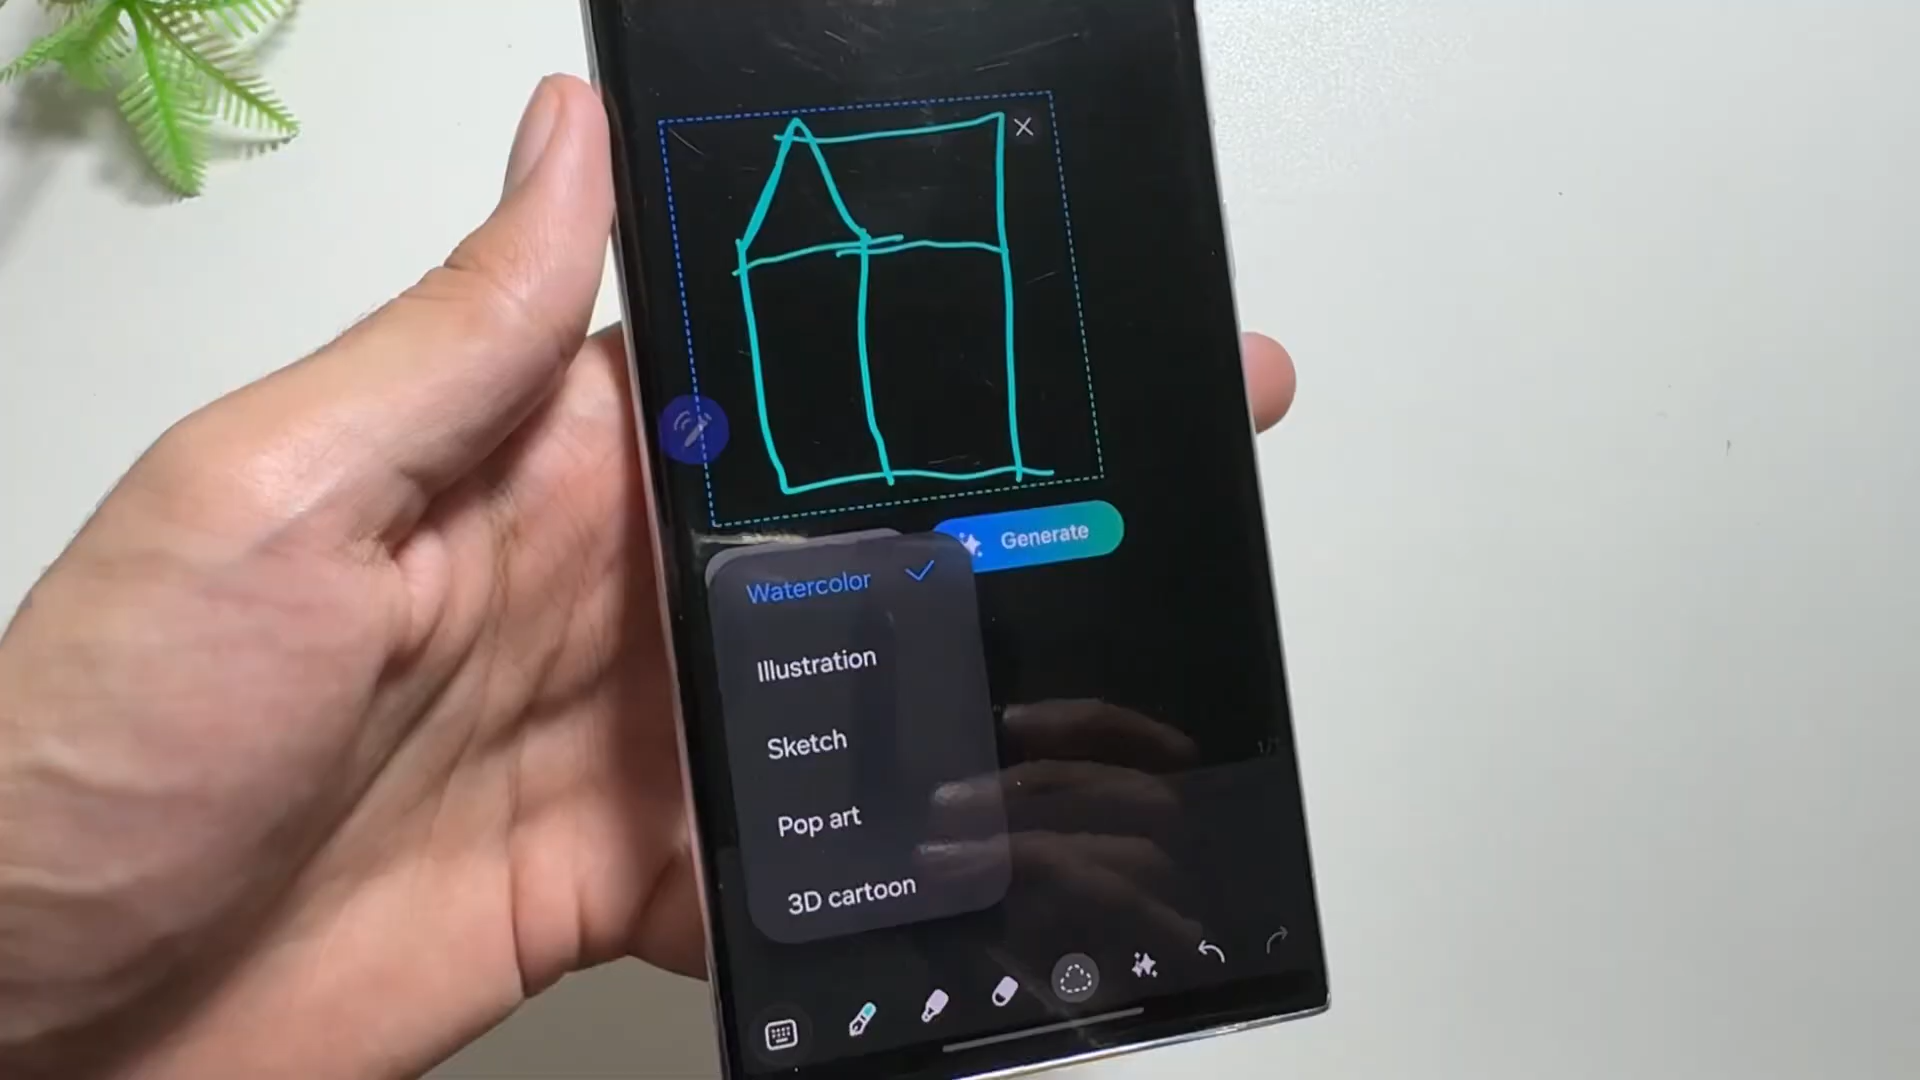 Generate
Watercolor
Illustration
Sketch
Pop art
3D cartoon